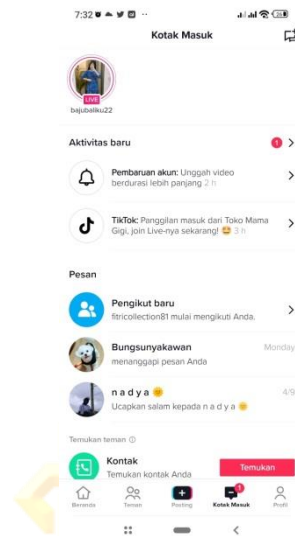 7:32
Kotak Masuk
LIVE
bajubaliku22
Aktivitas baru
1
Pembaruan akun: Unggah video
berdurasi lebih panjang 2 h
TikTok: Panggilan masuk dari Toko Mama
Gigi, join Live-nya sekarang! 🤩 3 h
Pesan
Pengikut baru
fitricollection81 mulai mengikuti Anda.
Bungsunyakawan
Monday
menanggapi pesan Anda
n a d y a 🌞
4/9
Ucapkan salam kepada n a d y a 🌞
Temukan teman
Kontak
Temukan kontak Anda
Temukan
1
Beranda
Teman
Posting
Kotak Masuk
Profil